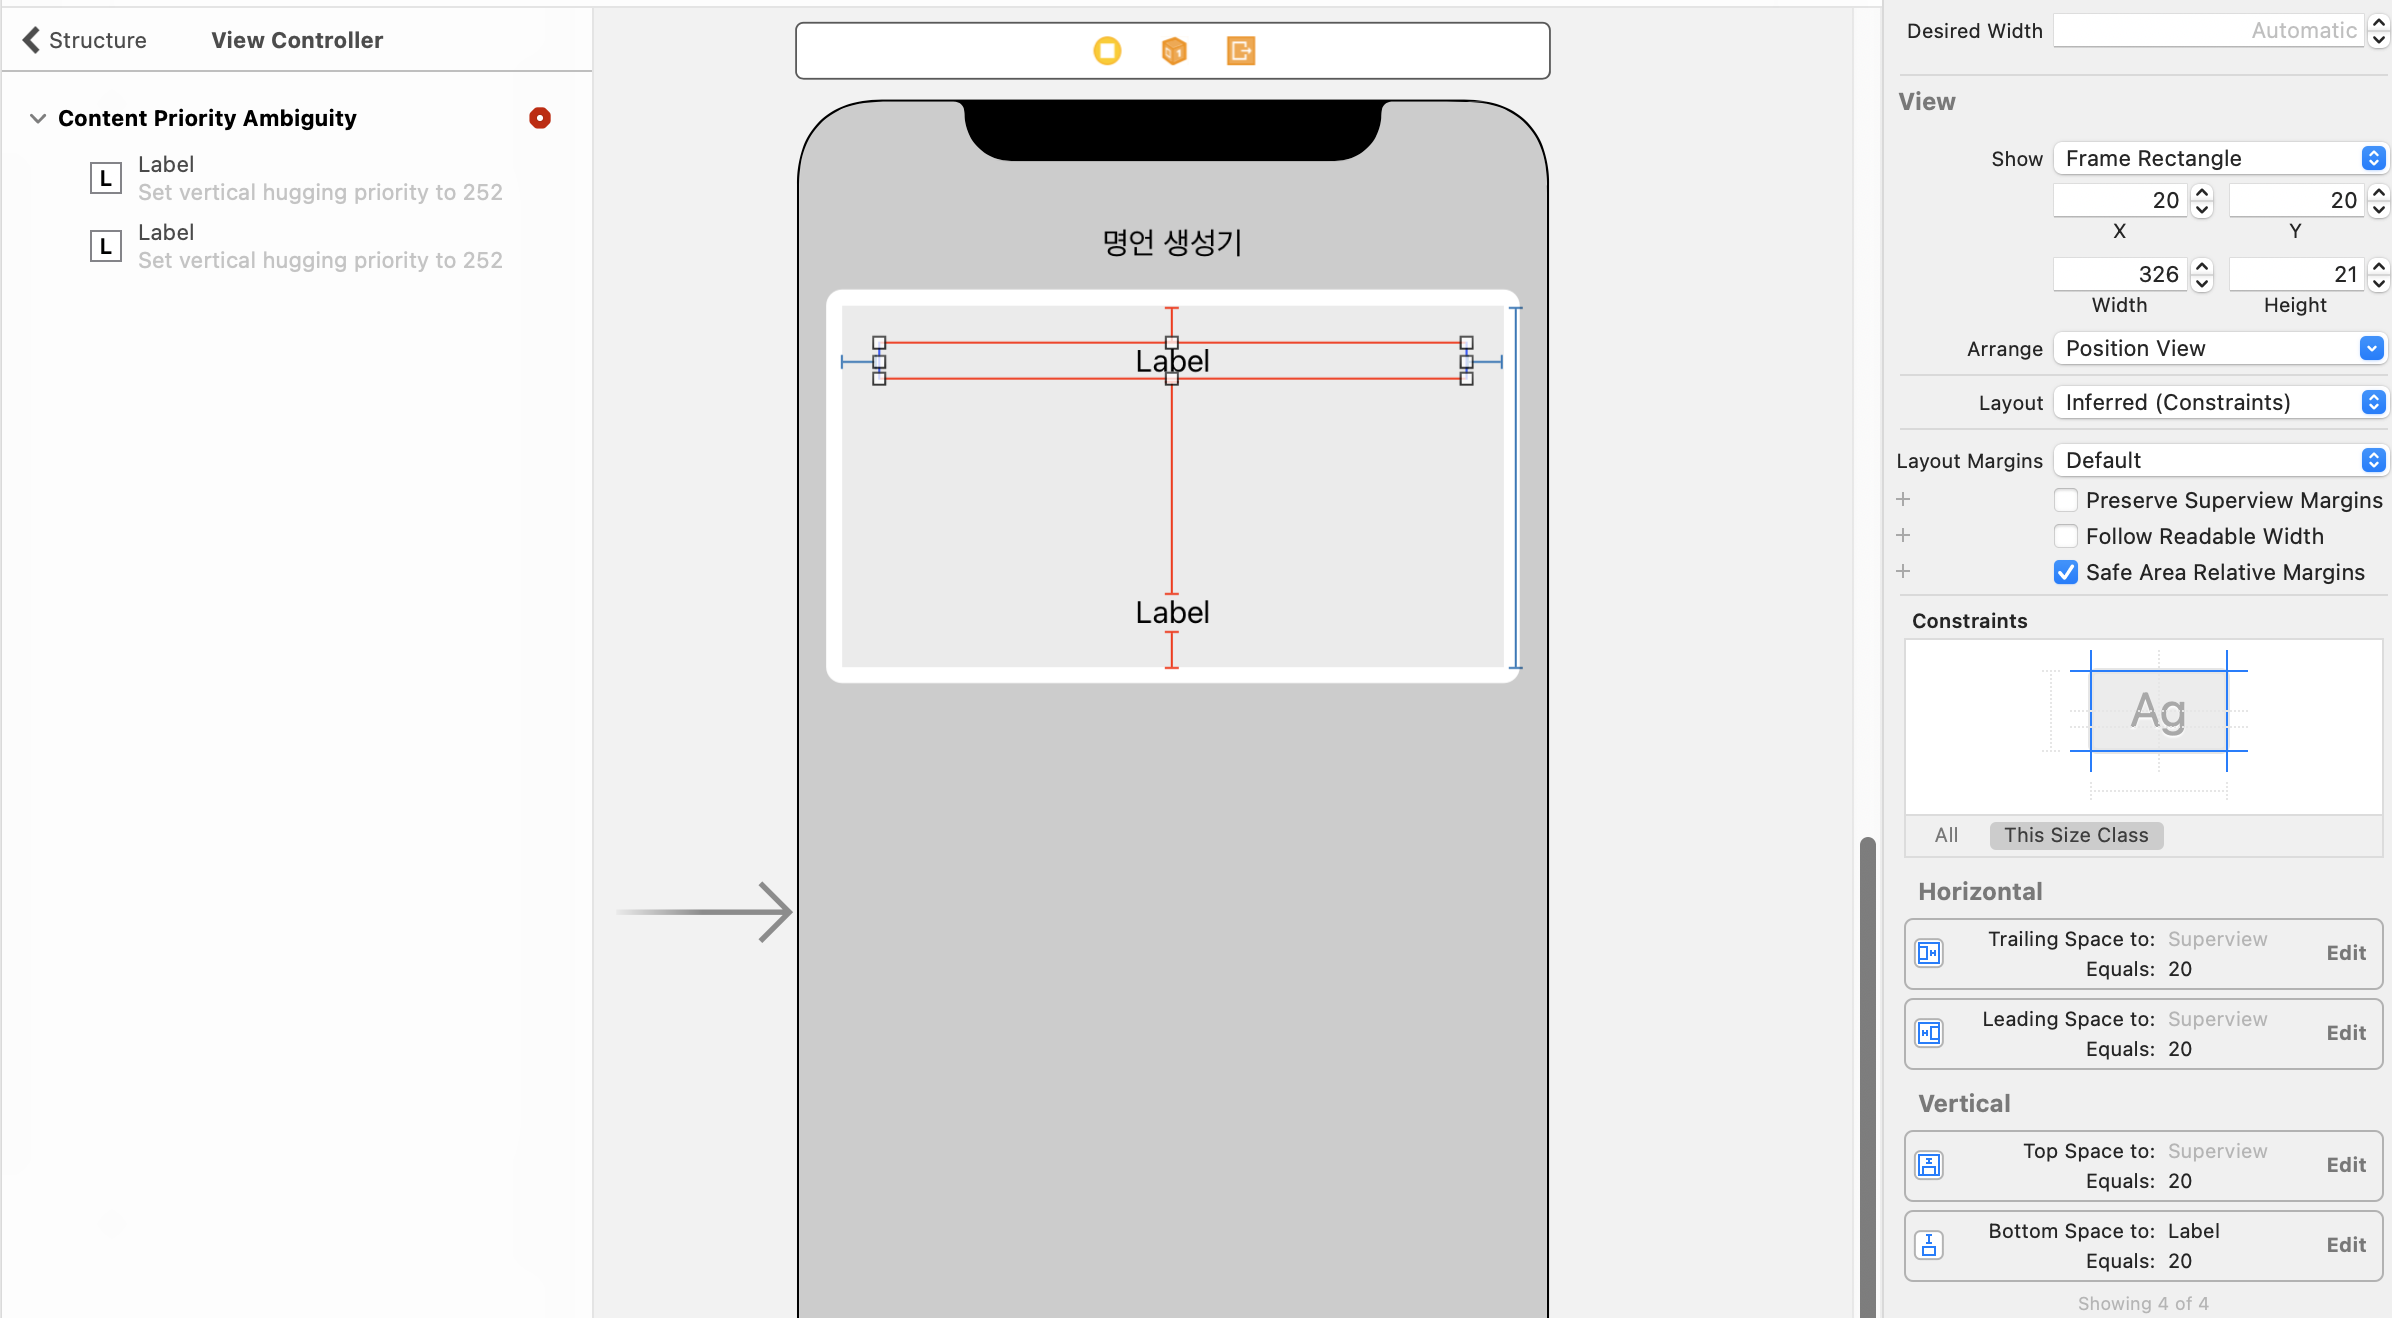 Structure
View Controller
Content Priority Ambiguity
L
Label
Set vertical hugging priority to 252
L
Label
Set vertical hugging priority to 252
명언 생성기
Label
Label
Desired Width
Automatic
View
Show
Frame Rectangle
20
20
X
Y
326
21
Width
Height
Arrange
Position View
Layout
Inferred (Constraints)
Layout Margins
Default
Preserve Superview Margins
Follow Readable Width
Safe Area Relative Margins
Constraints
Ag
All
This Size Class
Horizontal
Trailing Space to: Superview
Equals: 20
Edit
Leading Space to: Superview
Equals: 20
Edit
Vertical
Top Space to: Superview
Equals: 20
Edit
Bottom Space to: Label
Equals: 20
Edit
Showing 4 of 4